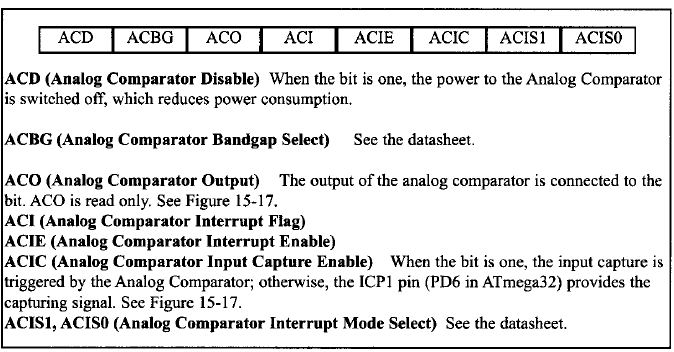 ACD ACBG ACO ACI ACIE ACIC ACIS1 ACIS0
ACD (Analog Comparator Disable) When the bit is one, the power to the Analog Comparator
is switched off, which reduces power consumption.
ACBG (Analog Comparator Bandgap Select) See the datasheet.
ACO (Analog Comparator Output) The output of the analog comparator is connected to the
bit. ACO is read only. See Figure 15-17.
ACI (Analog Comparator Interrupt Flag)
ACIE (Analog Comparator Interrupt Enable)
ACIC (Analog Comparator Input Capture Enable) When the bit is one, the input capture is
triggered by the Analog Comparator; otherwise, the ICP1 pin (PD6 in ATmega32) provides the
capturing signal. See Figure 15-17.
ACIS1, ACIS0 (Analog Comparator Interrupt Mode Select) See the datasheet.